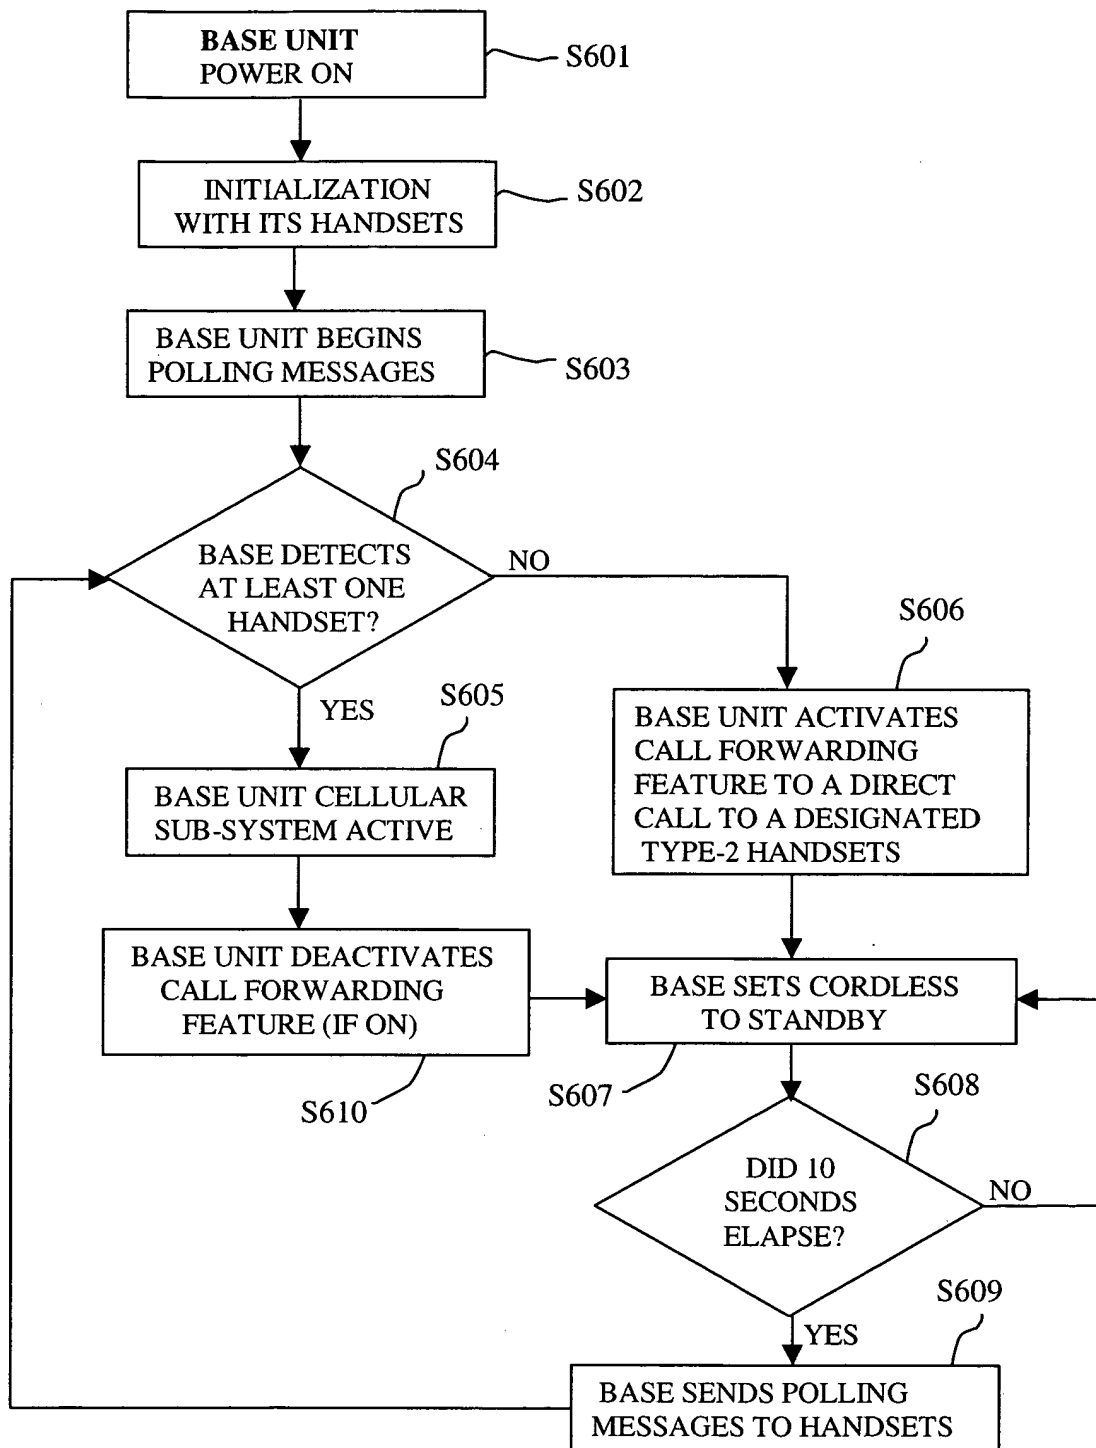 BASE UNIT
POWER ON
S601
INITIALIZATION
WITH ITS HANDSETS
S602
BASE UNIT BEGINS
POLLING MESSAGES
S603
S604
BASE DETECTS
AT LEAST ONE
HANDSET?
NO
YES
S605
S606
BASE UNIT CELLULAR
SUB-SYSTEM ACTIVE
BASE UNIT ACTIVATES
CALL FORWARDING
FEATURE TO A DIRECT
CALL TO A DESIGNATED
TYPE-2 HANDSETS
BASE UNIT DEACTIVATES
CALL FORWARDING
FEATURE (IF ON)
S610
BASE SETS CORDLESS
TO STANDBY
S607
S608
DID 10
SECONDS
ELAPSE?
NO
YES
S609
BASE SENDS POLLING
MESSAGES TO HANDSETS